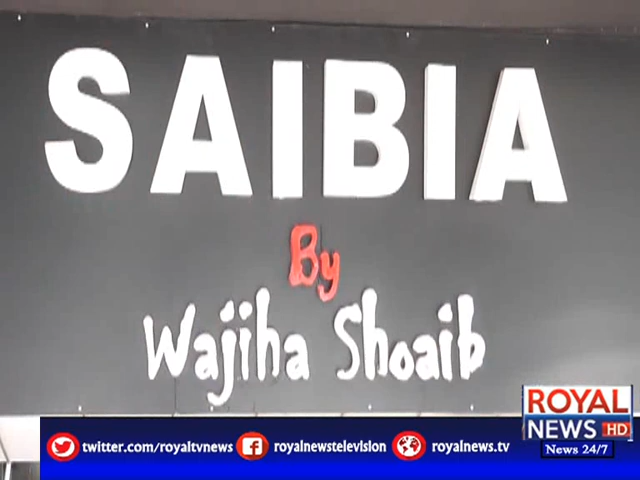 SAIBIA
By
Wajiha Shoaib
ROYAL
NEWS HD
News 24/7
twitter.com/royaltvnews royalnewstelevision royalnews.tv